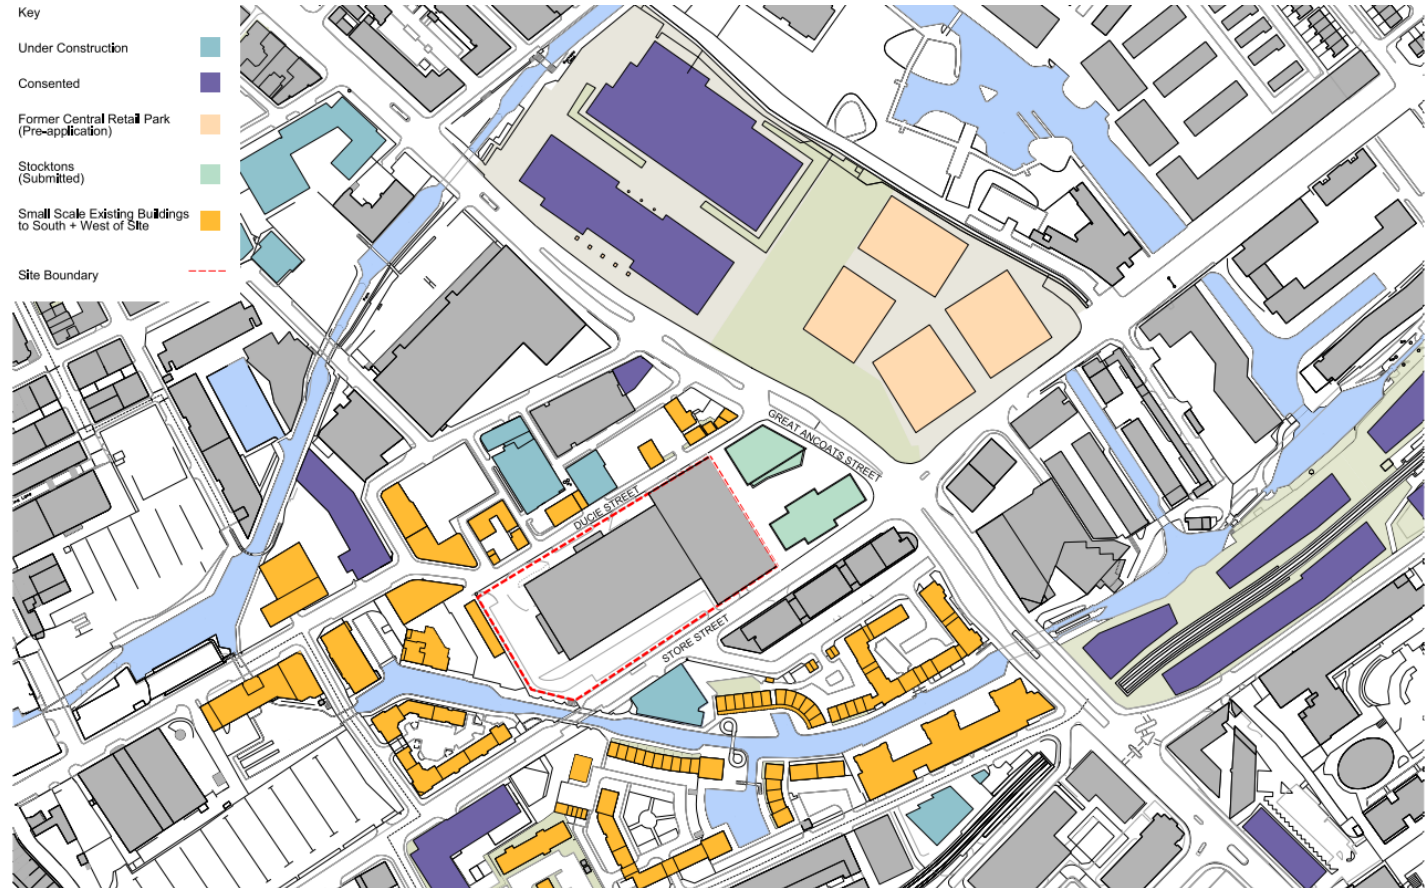 Key
Under Construction
Consented
Former Central Retail Park
(Pre-application)
Stocktons
(Submitted)
Small Scale Existing Buildings
to South + West of Site
Site Boundary
GREAT ANCOATS STREET
DUCIE STREET
STORE STREET